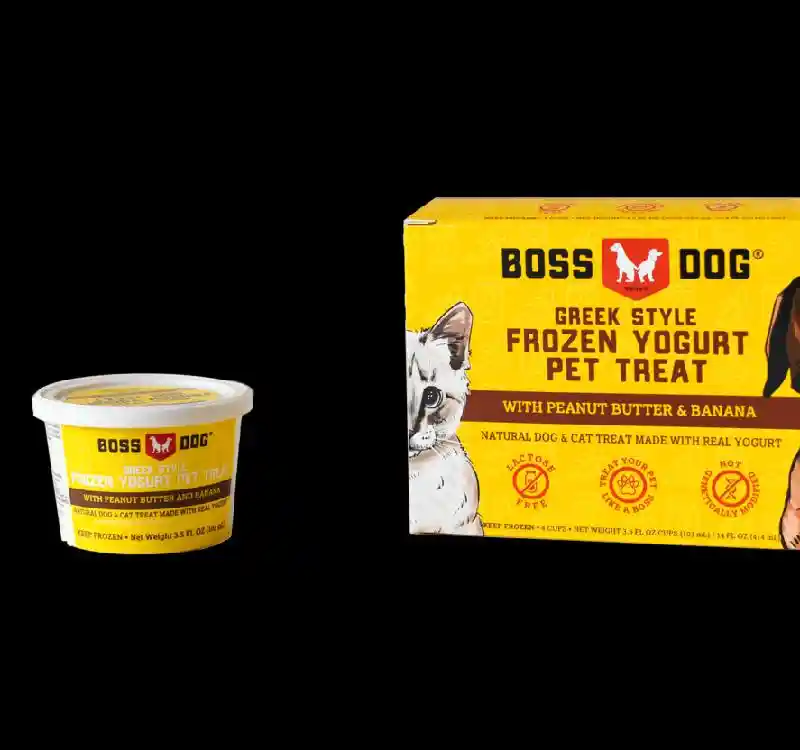 BOSS DOG®
GREEK STYLE
FROZEN YOGURT
PET TREAT
WITH PEANUT BUTTER & BANANA
NATURAL DOG & CAT TREAT MADE WITH REAL YOGURT
LACTOSE FREE
TREAT YOUR PET LIKE A BOSS
NOT GENETICALLY MODIFIED
KEEP FROZEN • 4 CUPS • NET WEIGHT 3.5 FL OZ CUPS (103 mL)
BOSS DOG
GREEK STYLE
FROZEN YOGURT PET TREAT
WITH PEANUT BUTTER AND BANANA
NATURAL DOG & CAT TREAT MADE WITH REAL YOGURT
KEEP FROZEN • Net Weight 3.5 FL OZ